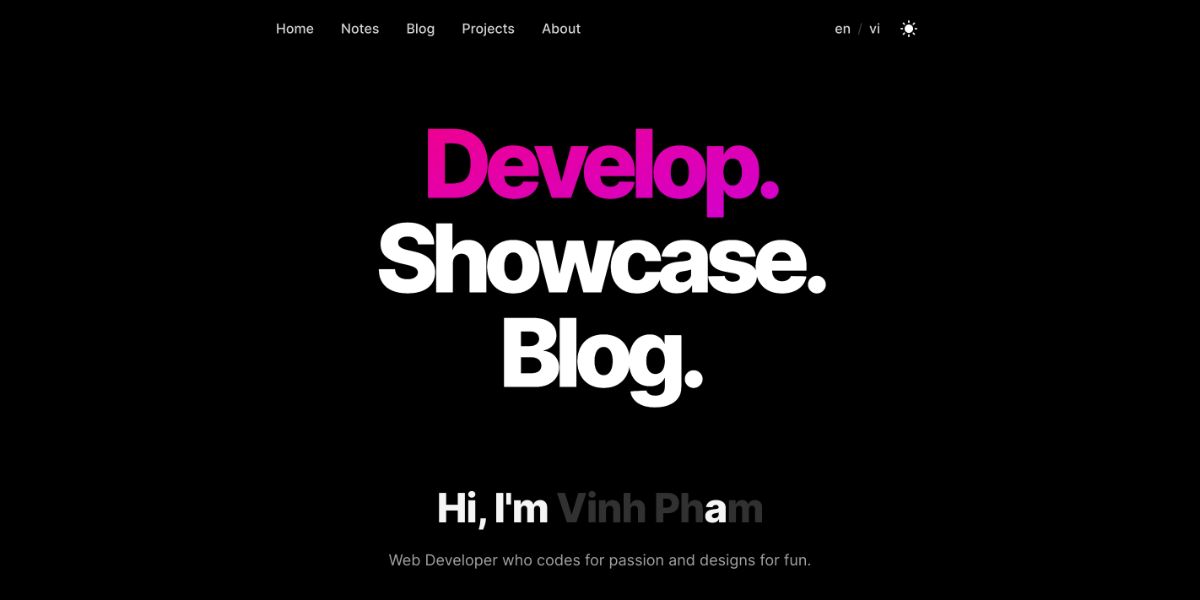 Home Notes Blog Projects About en / vi
Develop.
Showcase.
Blog.
Hi, I'm Vinh Pham
Web Developer who codes for passion and designs for fun.